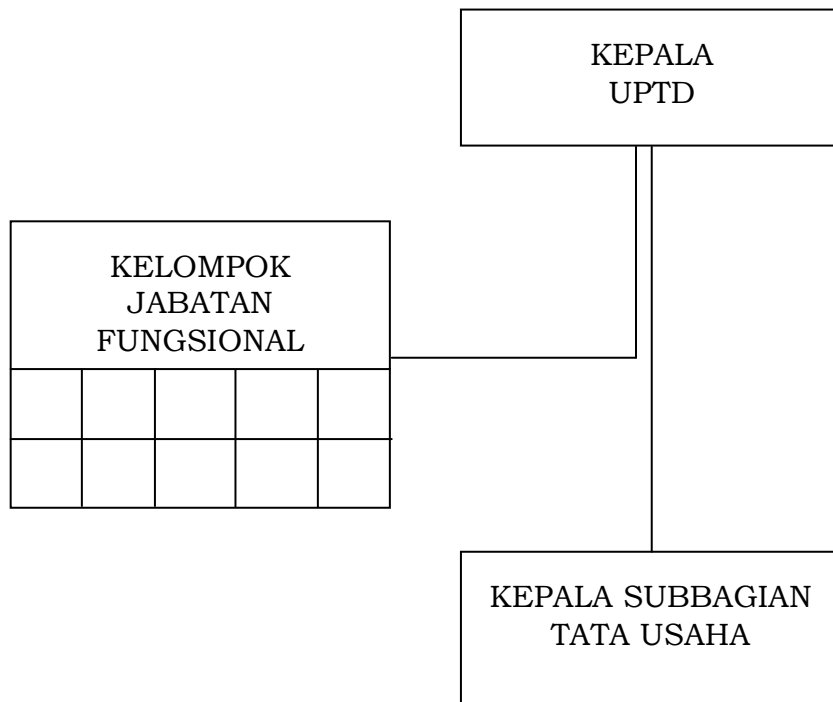 KEPALA
UPTD
KELOMPOK
JABATAN
FUNGSIONAL
KEPALA SUBBAGIAN
TATA USAHA